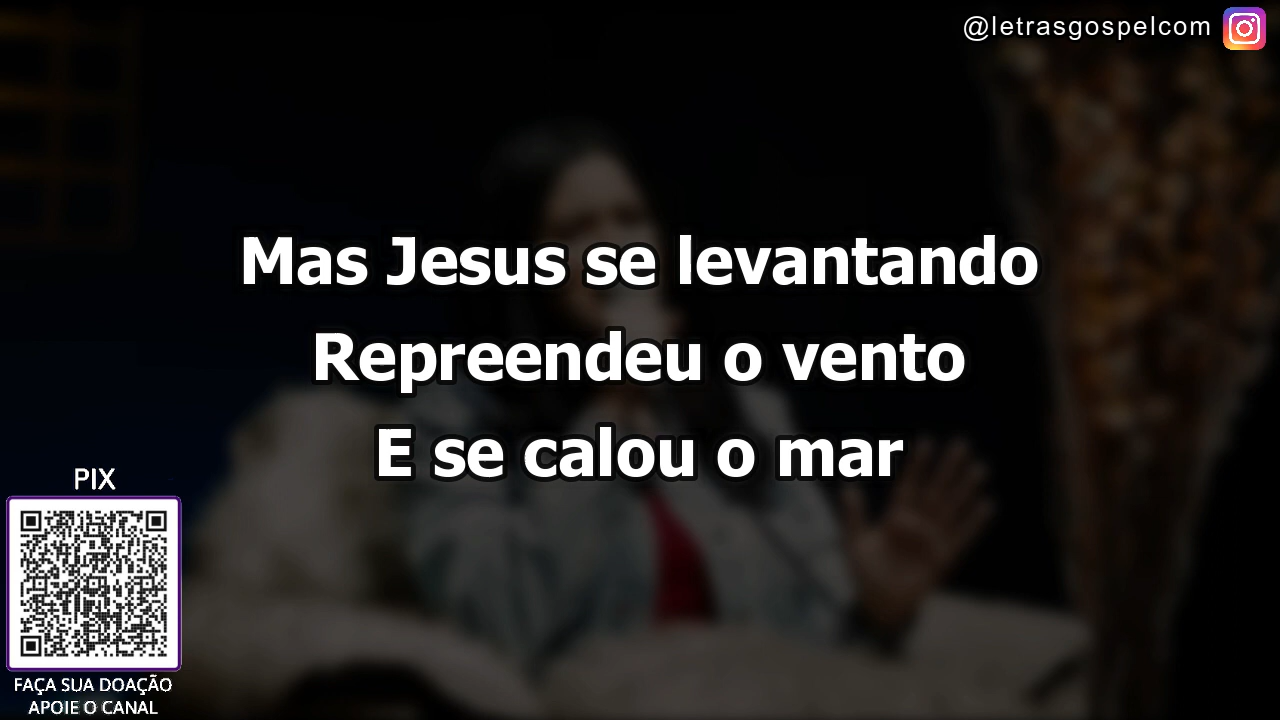 @letrasgospelcom
Mas Jesus se levantando
Repreendeu o vento
E se calou o mar
PIX
FAÇA SUA DOAÇÃO
APOIE O CANAL